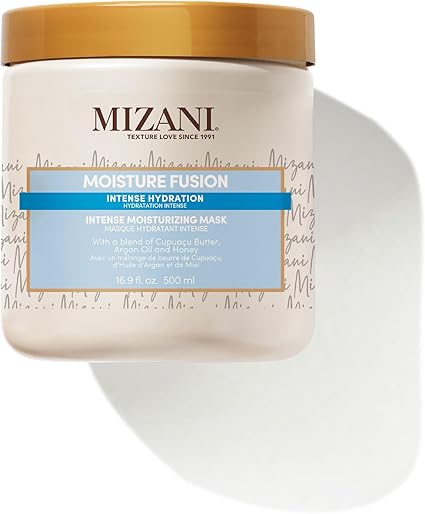 MIZANI®
TEXTURE LOVE SINCE 1991
MOISTURE FUSION
INTENSE HYDRATION
HYDRATATION INTENSE
INTENSE MOISTURIZING MASK
MASQUE HYDRATANT INTENSE
With a blend of Cupuaçu Butter,
Argan Oil and Honey
Avec un mélange de beurre de Cupuaçu,
d'Huile d'Argan et de Miel
16.9 fl. oz. 500 ml